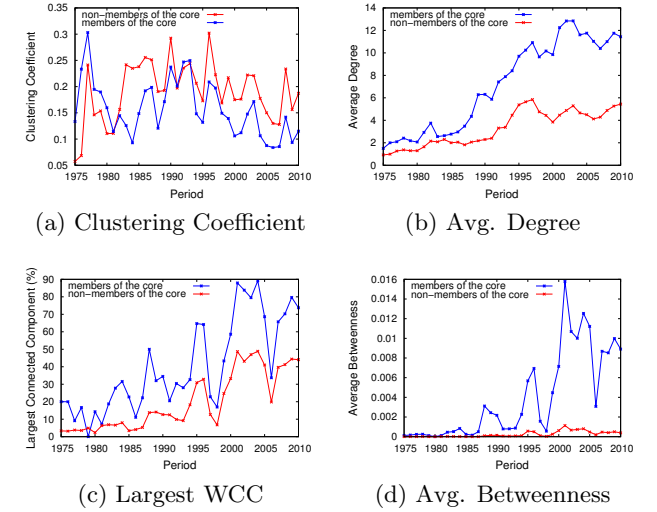 non-members of the core
members of the core
Clustering Coefficient
0.35
0.3
0.25
0.2
0.15
0.1
0.05
1975 1980 1985 1990 1995 2000 2005 2010
Period
(a) Clustering Coefficient
members of the core
non-members of the core
Average Degree
14
12
10
8
6
4
2
0
1975 1980 1985 1990 1995 2000 2005 2010
Period
(b) Avg. Degree
members of the core
non-members of the core
Largest Connected Component (%)
90
80
70
60
50
40
30
20
10
0
1975 1980 1985 1990 1995 2000 2005 2010
Period
(c) Largest WCC
members of the core
non-members of the core
Average Betweenness
0.016
0.014
0.012
0.01
0.008
0.006
0.004
0.002
0
1975 1980 1985 1990 1995 2000 2005 2010
Period
(d) Avg. Betweenness